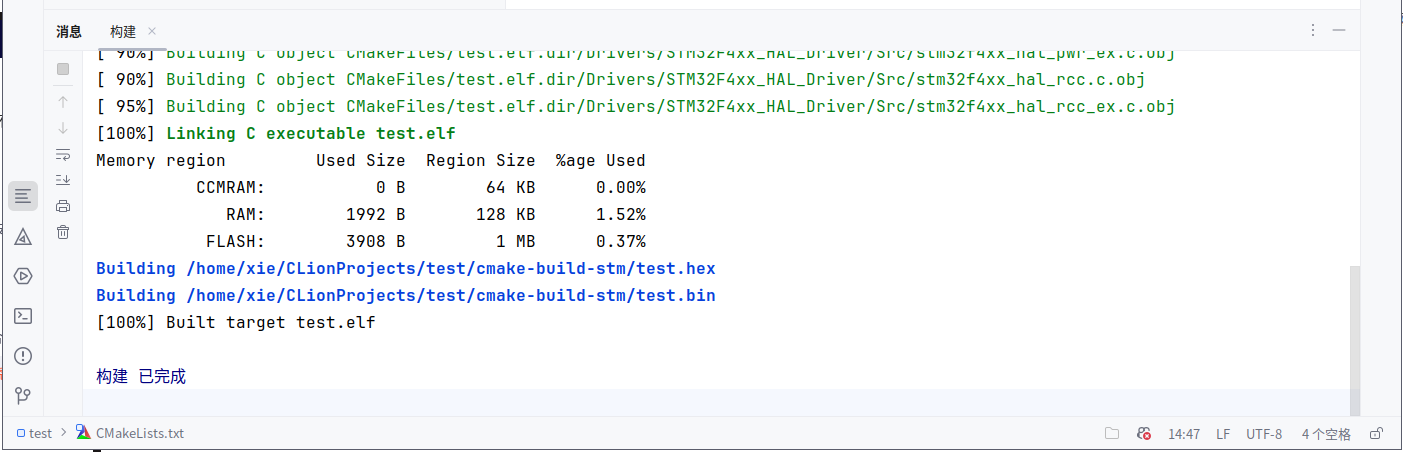 消息 构建
[ 90%] Building C object CMakeFiles/test.elf.dir/Drivers/STM32F4xx_HAL_Driver/Src/stm32f4xx_hal_pwr_ex.c.obj
[ 90%] Building C object CMakeFiles/test.elf.dir/Drivers/STM32F4xx_HAL_Driver/Src/stm32f4xx_hal_rcc.c.obj
[ 95%] Building C object CMakeFiles/test.elf.dir/Drivers/STM32F4xx_HAL_Driver/Src/stm32f4xx_hal_rcc_ex.c.obj
[100%] Linking C executable test.elf
Memory region         Used Size  Region Size  %age Used
          CCMRAM:           0 B        64 KB      0.00%
             RAM:        1992 B       128 KB      1.52%
           FLASH:        3908 B         1 MB      0.37%
Building /home/xie/CLionProjects/test/cmake-build-stm/test.hex
Building /home/xie/CLionProjects/test/cmake-build-stm/test.bin
[100%] Built target test.elf
构建 已完成
test > CMakeLists.txt 14:47 LF UTF-8 4 个空格